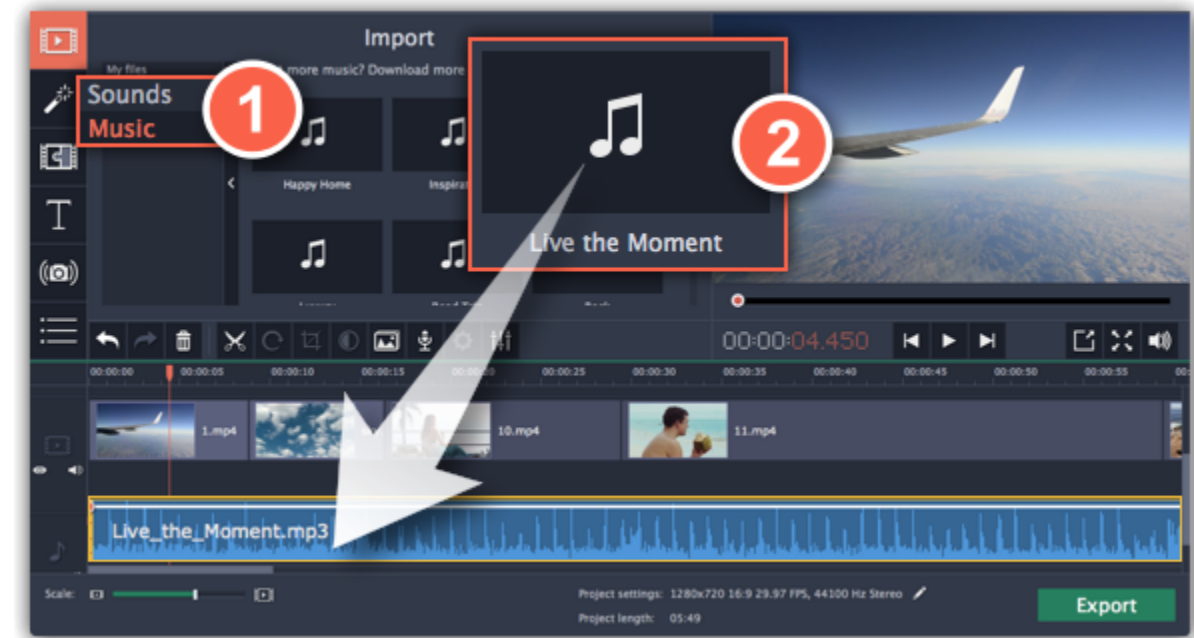 Import
My files
more music? Download more
Sounds
Music
1
2
Happy Home
Live the Moment
T
00:00:04.450
00:00:00
00:00:05
00:00:10
00:00:15
00:00:20
00:00:25
00:00:30
00:00:35
00:00:40
00:00:45
00:00:50
00:00:55
1.mp4
10.mp4
11.mp4
Live_the_Moment.mp3
Scale:
Project settings: 1280x720 16:9 29.97 FPS, 44100 Hz Stereo
Project length: 05:49
Export